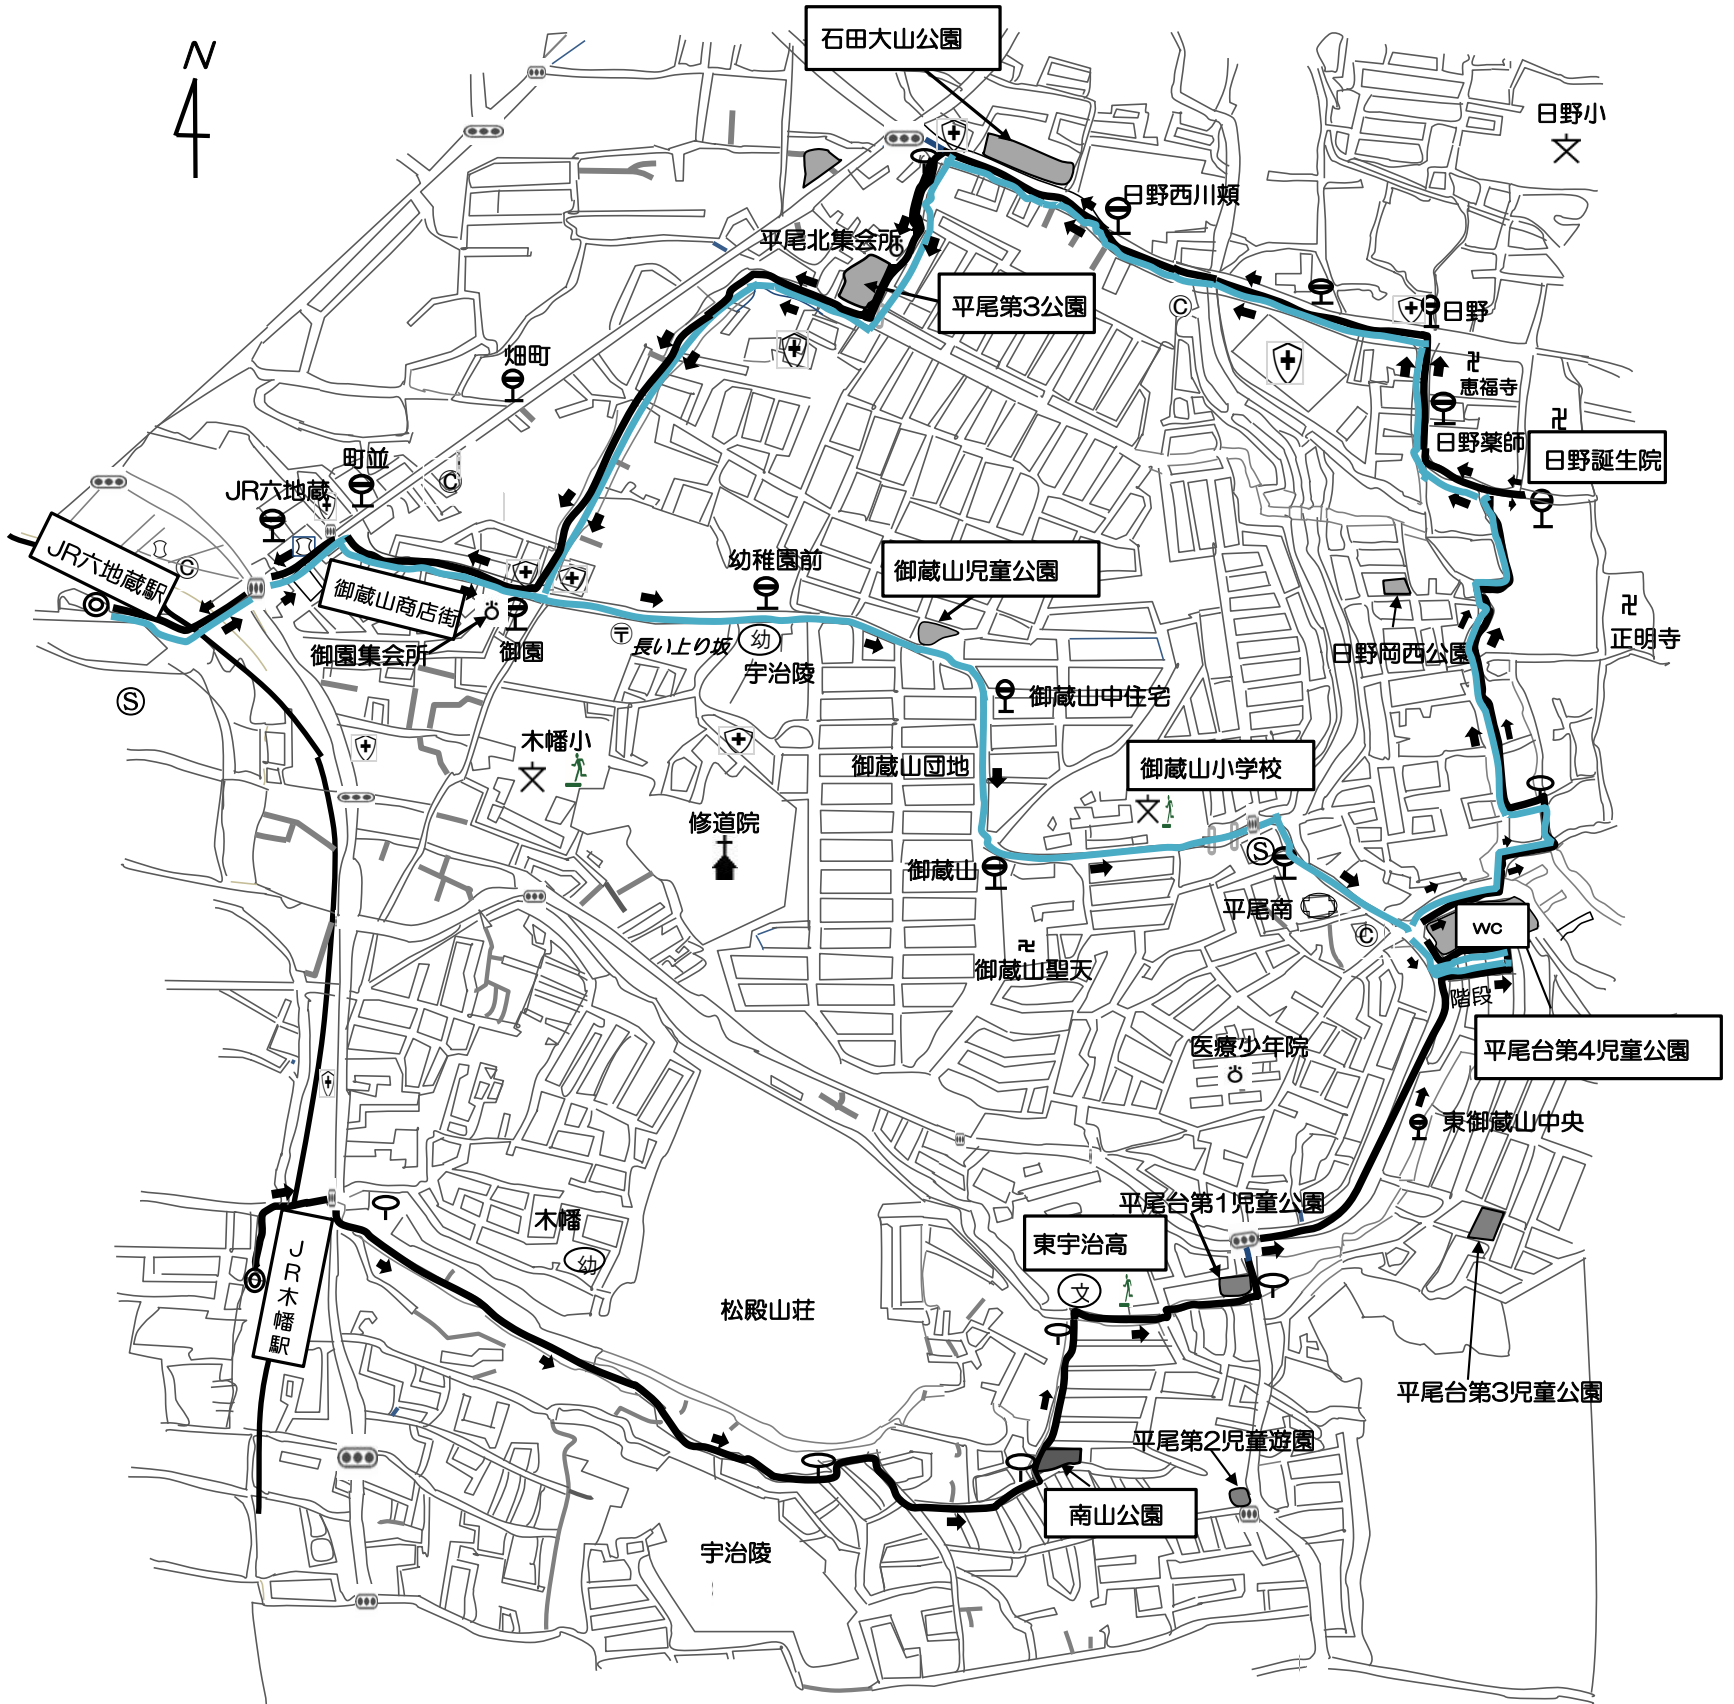 石田大山公園
N
日野小
文
日野西川頬
平尾北集会所
平尾第3公園
C
日野
卍
恵福寺
畑町
日野薬師
卍
日野誕生院
町並
C
JR六地蔵
JR六地蔵駅
C
御蔵山商店街
幼稚園前
御蔵山児童公園
卍
正明寺
〒
長い上り坂
幼
宇治陵
御園
御園集会所
日野岡西公園
S
御蔵山中住宅
木幡小
文
御蔵山団地
御蔵山小学校
文
修道院
S
御蔵山
平尾南
C
WC
卍
御蔵山聖天
階段
医療少年院
平尾台第4児童公園
東御蔵山中央
平尾台第1児童公園
木幡
幼
東宇治高
文
JR木幡駅
松殿山荘
平尾台第3児童公園
平尾第2児童遊園
南山公園
宇治陵